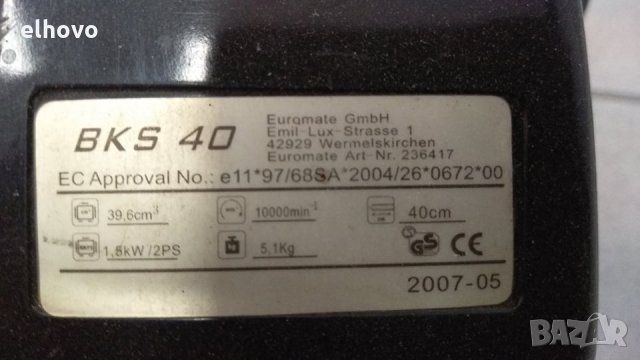 elhovo
BKS 40
Euromate GmbH
Emil-Lux-Strasse 1
42929 Wermelskirchen
Euromate Art-Nr. 236417
EC Approval No.: e11*97/68SA*2004/26*0672*00
39,6cm³ 10000min⁻¹ 40cm
1,5kW/2PS 5,1Kg GS CE
2007-05
BAZAR
bg